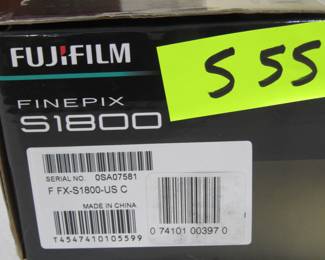 FUJIFILM
S 55
FINEPIX
S1800
SERIAL NO. 0SA07581
F FX-S1800-US C
MADE IN CHINA
T4547410105599
0 74101 00397 0